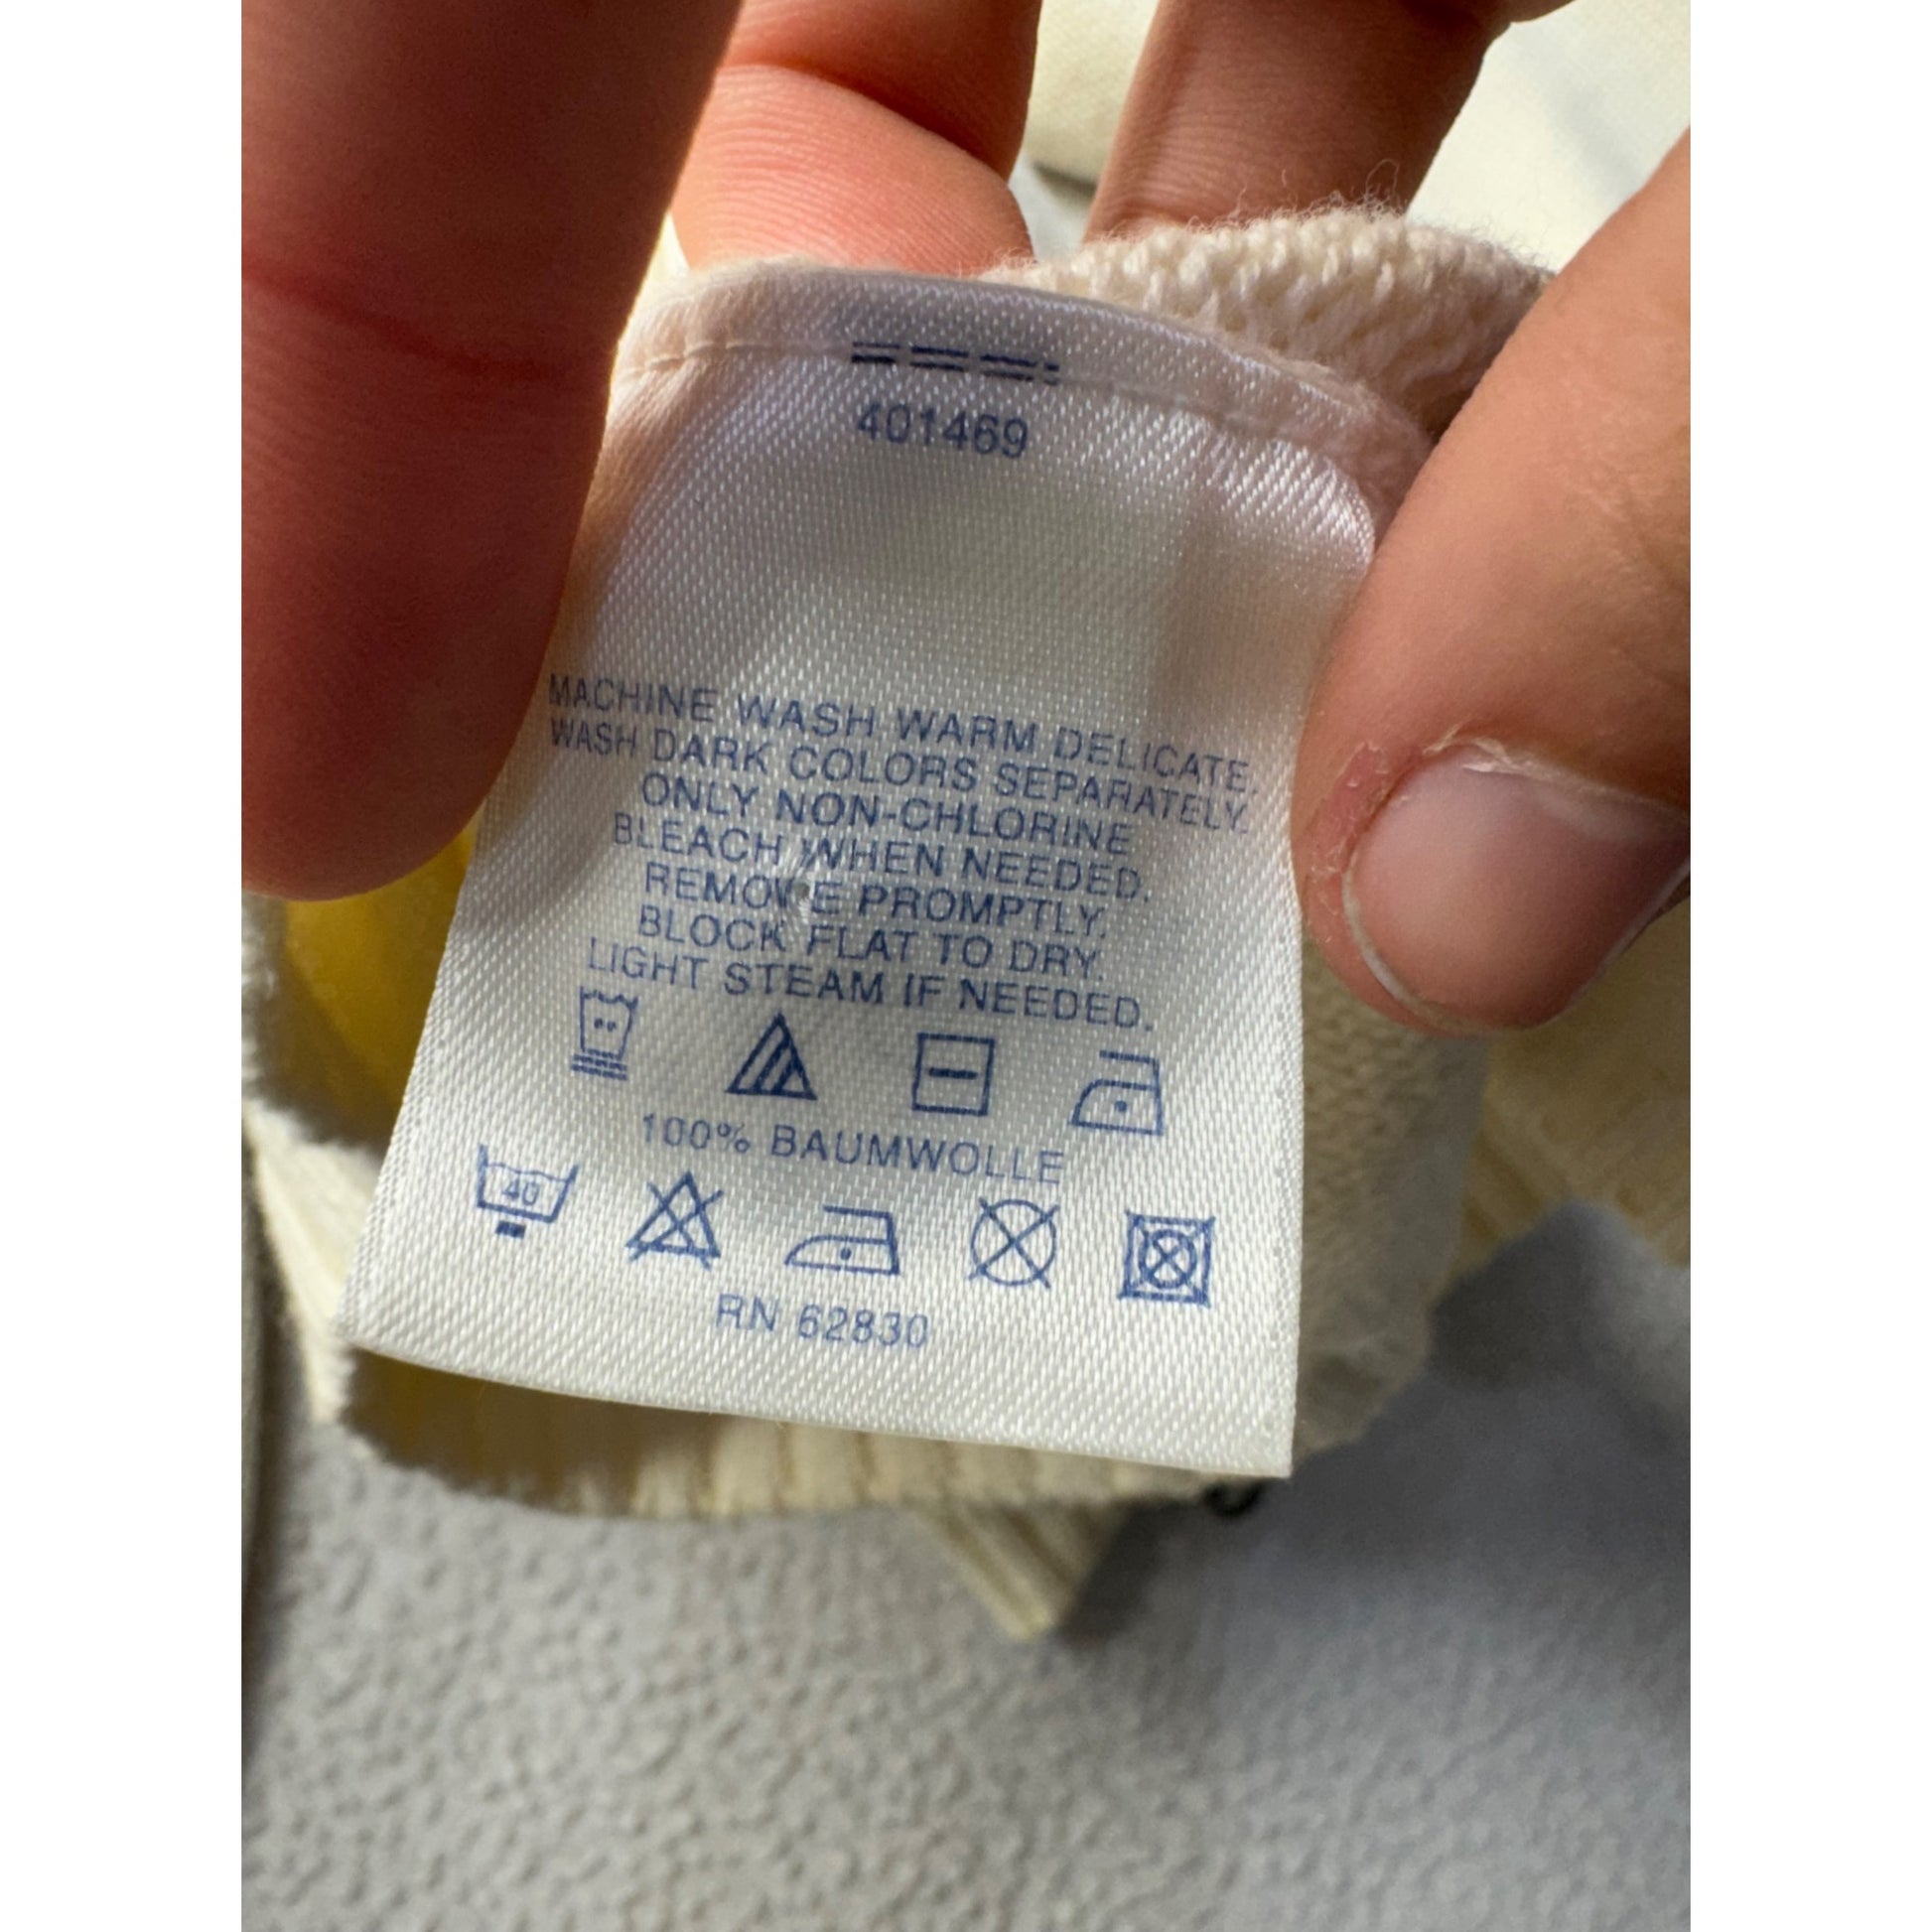 401469
MACHINE WASH WARM DELICATE.
WASH DARK COLORS SEPARATELY.
ONLY NON-CHLORINE
BLEACH WHEN NEEDED.
REMOVE PROMPTLY.
BLOCK FLAT TO DRY.
LIGHT STEAM IF NEEDED.
100% BAUMWOLLE
40
RN 62830